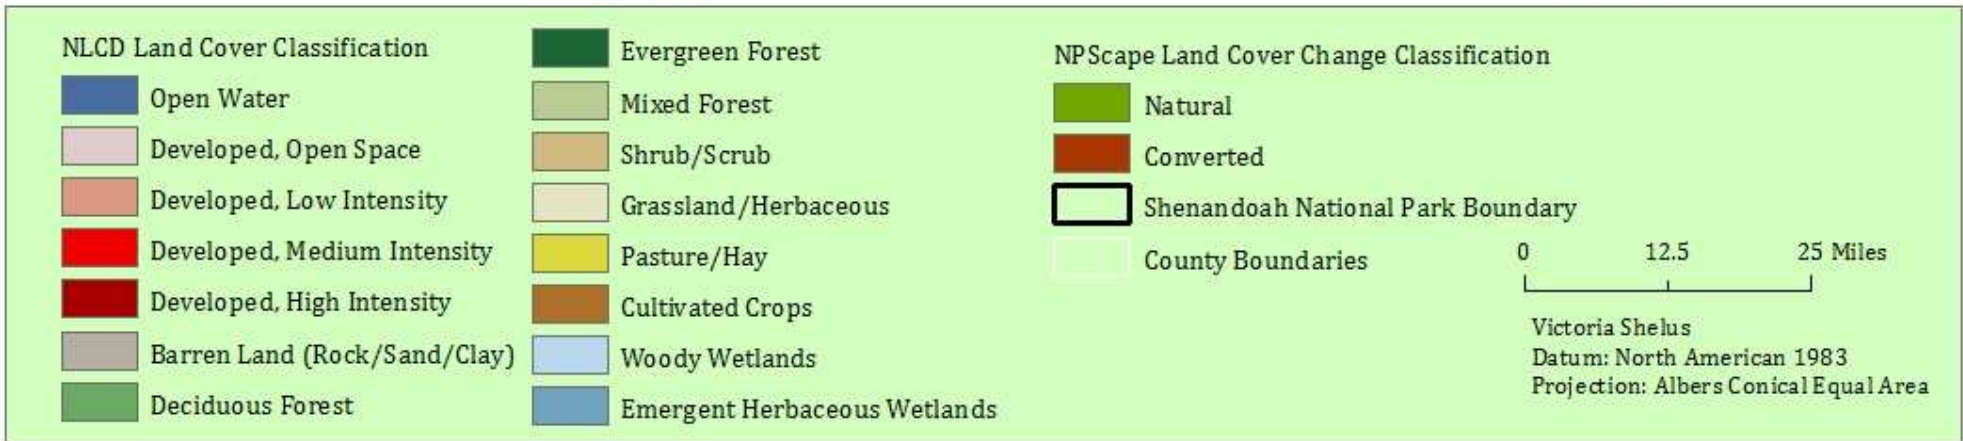 NLCD Land Cover Classification
Open Water
Developed, Open Space
Developed, Low Intensity
Developed, Medium Intensity
Developed, High Intensity
Barren Land (Rock/Sand/Clay)
Deciduous Forest
Evergreen Forest
Mixed Forest
Shrub/Scrub
Grassland/Herbaceous
Pasture/Hay
Cultivated Crops
Woody Wetlands
Emergent Herbaceous Wetlands
NPScape Land Cover Change Classification
Natural
Converted
Shenandoah National Park Boundary
County Boundaries
0 12.5 25 Miles
Victoria Shelus
Datum: North American 1983
Projection: Albers Conical Equal Area